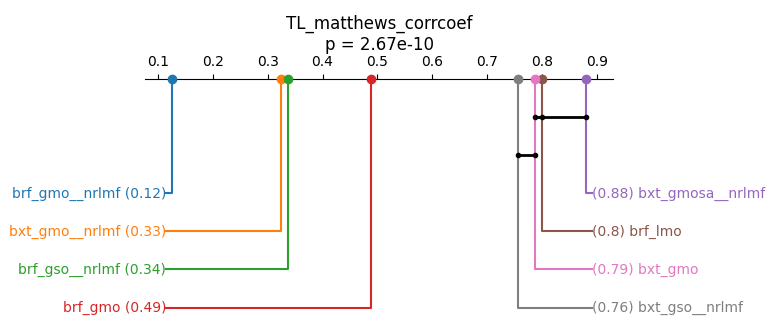 TL_matthews_corrcoef
p = 2.67e-10
0.1 0.2 0.3 0.4 0.5 0.6 0.7 0.8 0.9
brf_gmo__nrlmf (0.12)
(0.88) bxt_gmosa__nrlmf
bxt_gmo__nrlmf (0.33)
(0.8) brf_lmo
brf_gso__nrlmf (0.34)
(0.79) bxt_gmo
brf_gmo (0.49)
(0.76) bxt_gso__nrlmf